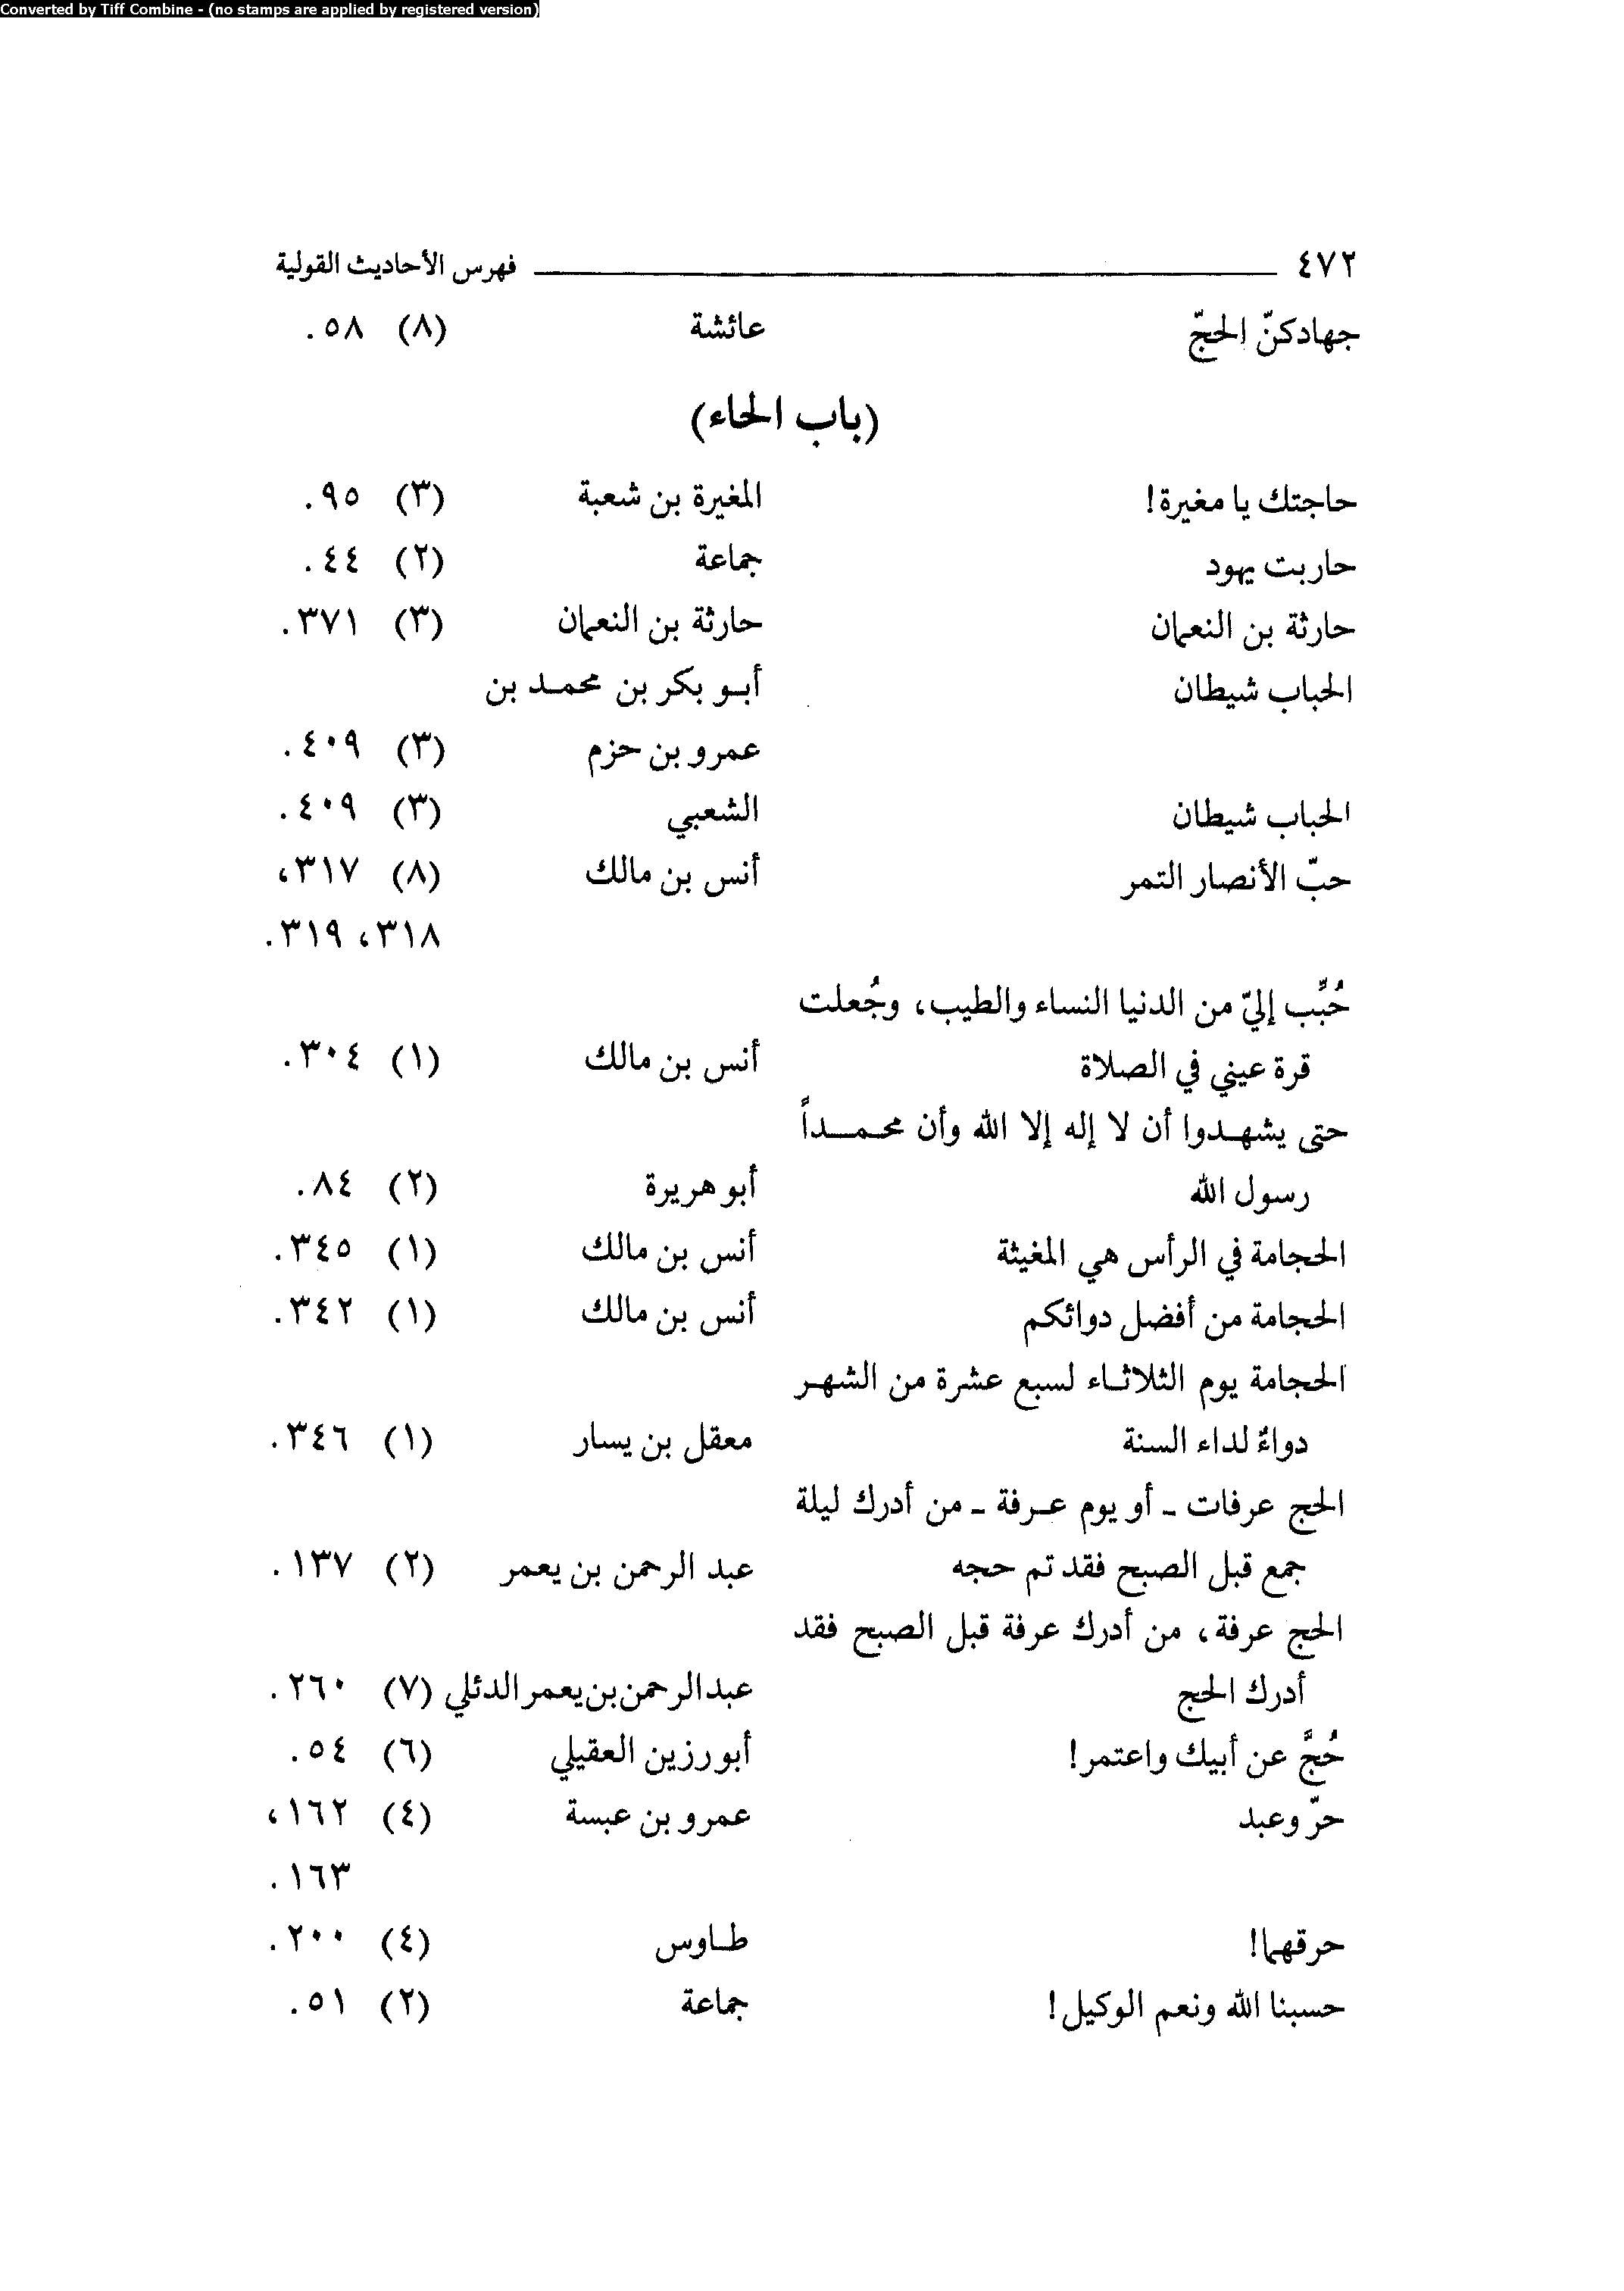 Converted by Tiff Combine - (no stamps are applied by registered version)
٤٧٢ فهرس الأحاديث القولية
جهادكنّ الحجّ عائشة (٨) ٥٨.
(باب الحاء)
حاجتك يا مغيرة! المغيرة بن شعبة (٣) ٩٥.
حاربت يهود جماعة (٢) ٤٤.
حارثة بن النعمان حارثة بن النعمان (٣) ٣٧١.
الحباب شيطان أبو بكر بن محمد بن
عمرو بن حزم (٣) ٤٠٩.
الحباب شيطان الشعبي (٣) ٤٠٩.
حبّ الأنصار التمر أنس بن مالك (٨) ٣١٧،
٣١٨، ٣١٩.
حُبِّب إليّ من الدنيا النساء والطيب، وجُعلت
قرة عيني في الصلاة أنس بن مالك (١) ٣٠٤.
حتى يشهدوا أن لا إله إلا الله وأن محمداً
رسول الله أبو هريرة (٢) ٨٤.
الحجامة في الرأس هي المغيثة أنس بن مالك (١) ٣٤٥.
الحجامة من أفضل دوائكم أنس بن مالك (١) ٣٤٢.
الحجامة يوم الثلاثاء لسبع عشرة من الشهر
دواءٌ لداء السنة معقل بن يسار (١) ٣٤٦.
الحج عرفات - أو يوم عرفة - من أدرك ليلة
جمع قبل الصبح فقد تم حجه عبد الرحمن بن يعمر (٢) ١٣٧.
الحج عرفة، من أدرك عرفة قبل الصبح فقد
أدرك الحج عبد الرحمن بن يعمر الدئلي (٧) ٢٦٠.
حُجَّ عن أبيك واعتمر! أبو رزين العقيلي (٦) ٥٤.
حرّ وعبد عمرو بن عبسة (٤) ١٦٢،
١٦٣.
حرقهما! طاوس (٤) ٢٠٠.
حسبنا الله ونعم الوكيل! جماعة (٢) ٥١.